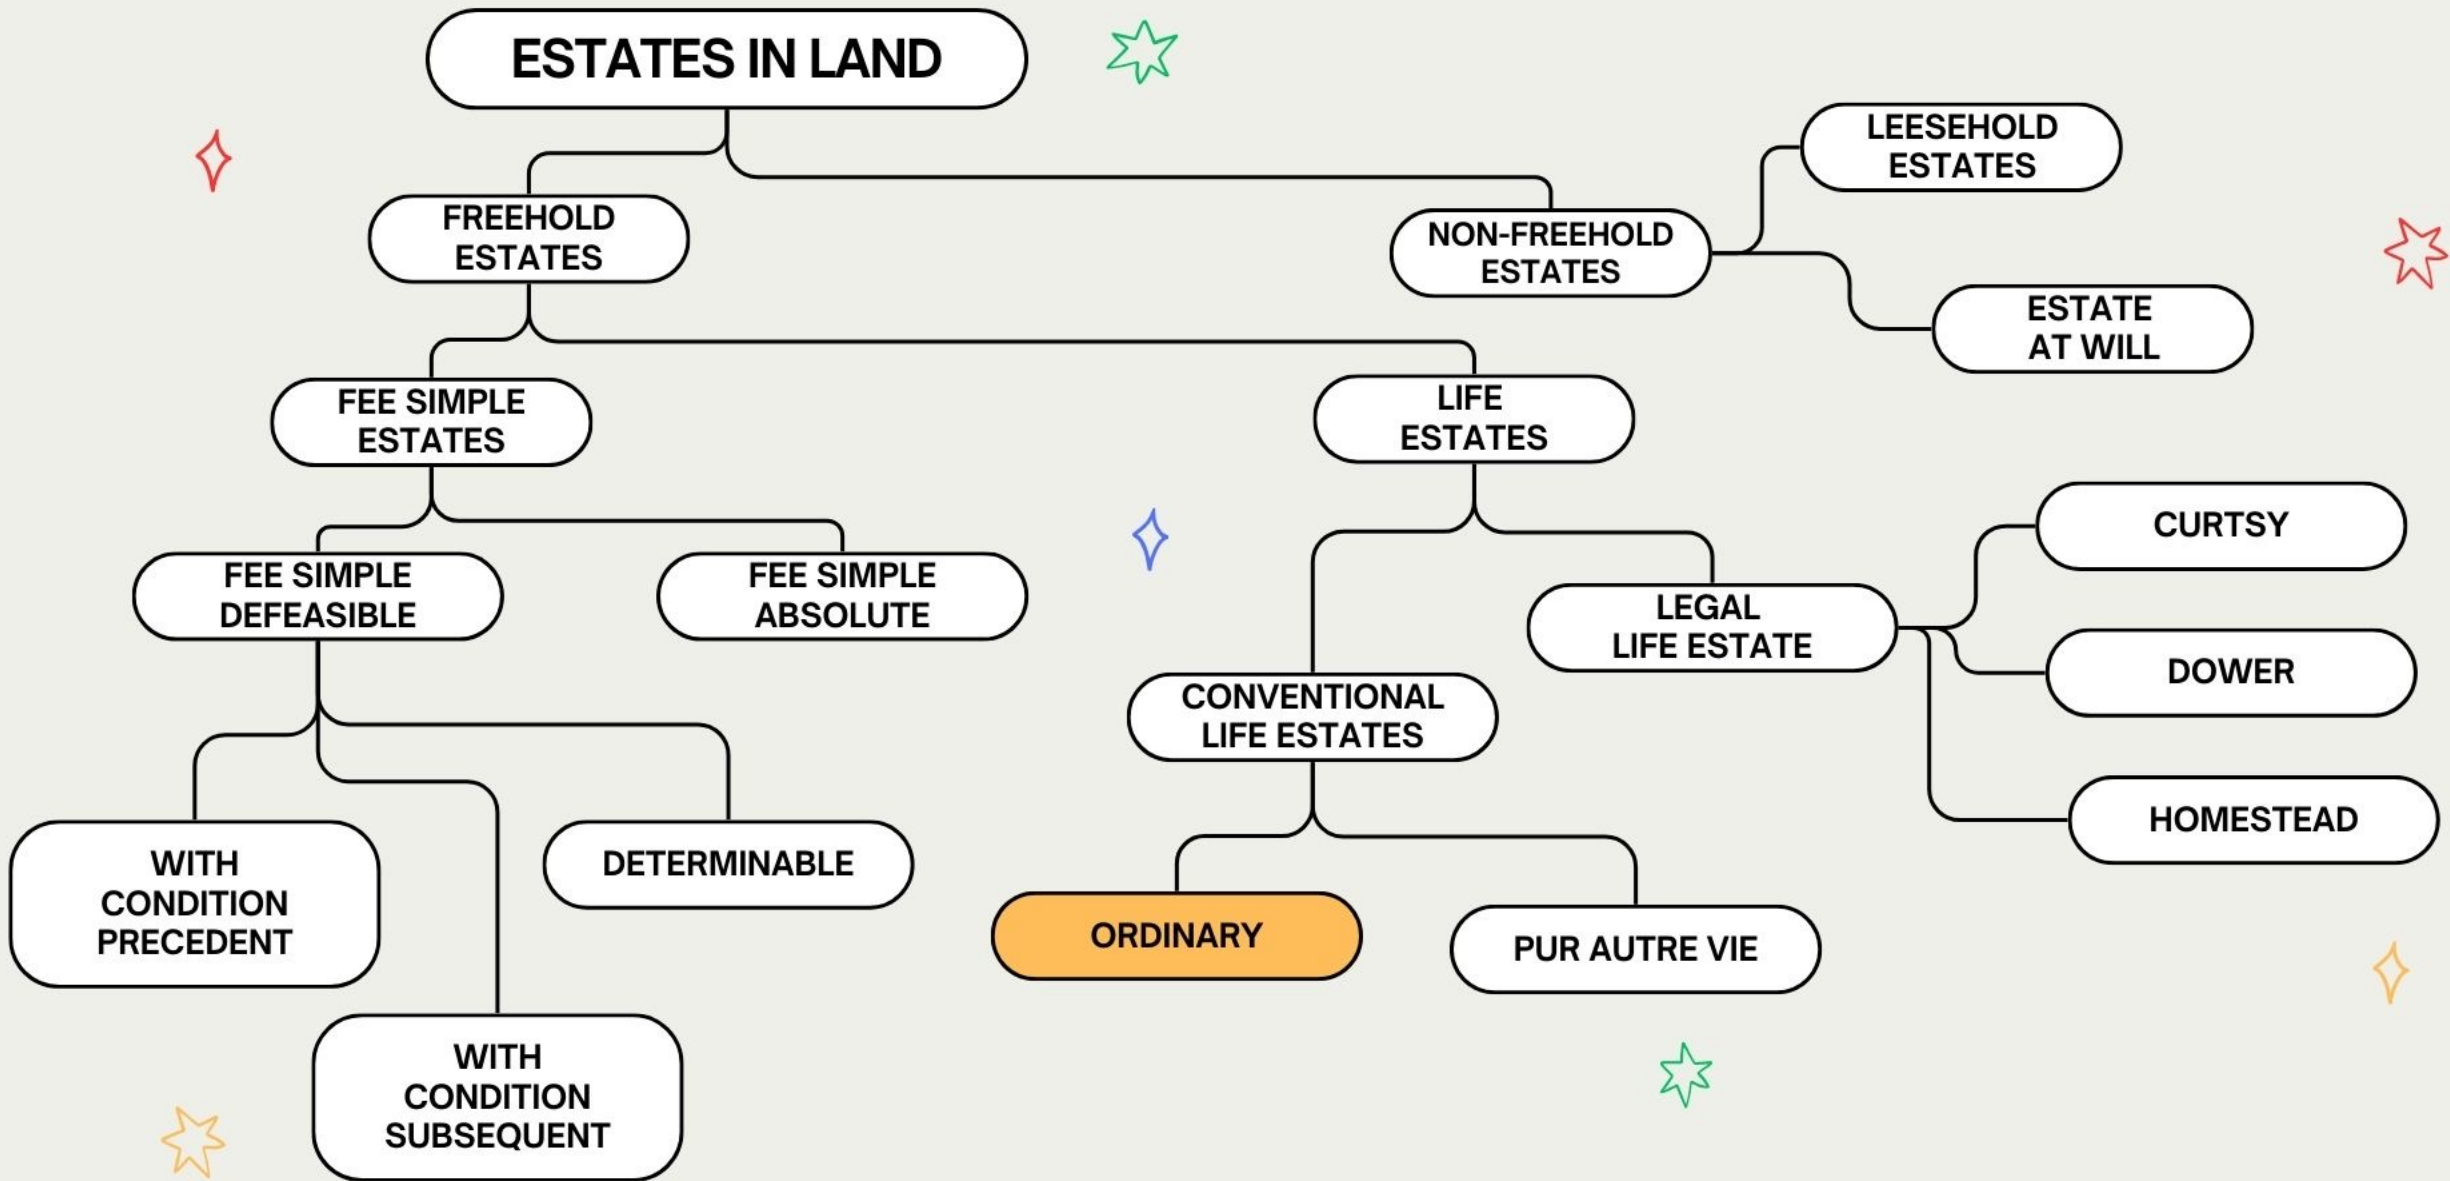 ESTATES IN LAND
FREEHOLD
ESTATES
NON-FREEHOLD
ESTATES
LEESEHOLD
ESTATES
ESTATE
AT WILL
FEE SIMPLE
ESTATES
LIFE
ESTATES
FEE SIMPLE
DEFEASIBLE
FEE SIMPLE
ABSOLUTE
LEGAL
LIFE ESTATE
CURTSY
DOWER
HOMESTEAD
CONVENTIONAL
LIFE ESTATES
WITH
CONDITION
PRECEDENT
DETERMINABLE
ORDINARY
PUR AUTRE VIE
WITH
CONDITION
SUBSEQUENT